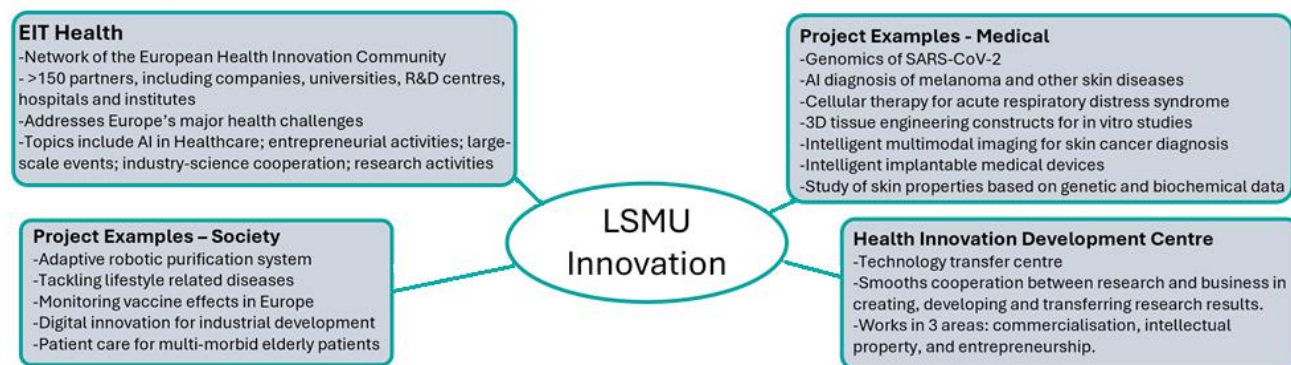 EIT Health
-Network of the European Health Innovation Community
- >150 partners, including companies, universities, R&D centres,
hospitals and institutes
-Addresses Europe's major health challenges
-Topics include AI in Healthcare; entrepreneurial activities; large-
scale events; industry-science cooperation; research activities
Project Examples - Medical
-Genomics of SARS-CoV-2
-AI diagnosis of melanoma and other skin diseases
-Cellular therapy for acute respiratory distress syndrome
-3D tissue engineering constructs for in vitro studies
-Intelligent multimodal imaging for skin cancer diagnosis
-Intelligent implantable medical devices
-Study of skin properties based on genetic and biochemical data
LSMU
Innovation
Project Examples – Society
-Adaptive robotic purification system
-Tackling lifestyle related diseases
-Monitoring vaccine effects in Europe
-Digital innovation for industrial development
-Patient care for multi-morbid elderly patients
Health Innovation Development Centre
-Technology transfer centre
-Smooths cooperation between research and business in
creating, developing and transferring research results.
-Works in 3 areas: commercialisation, intellectual
property, and entrepreneurship.